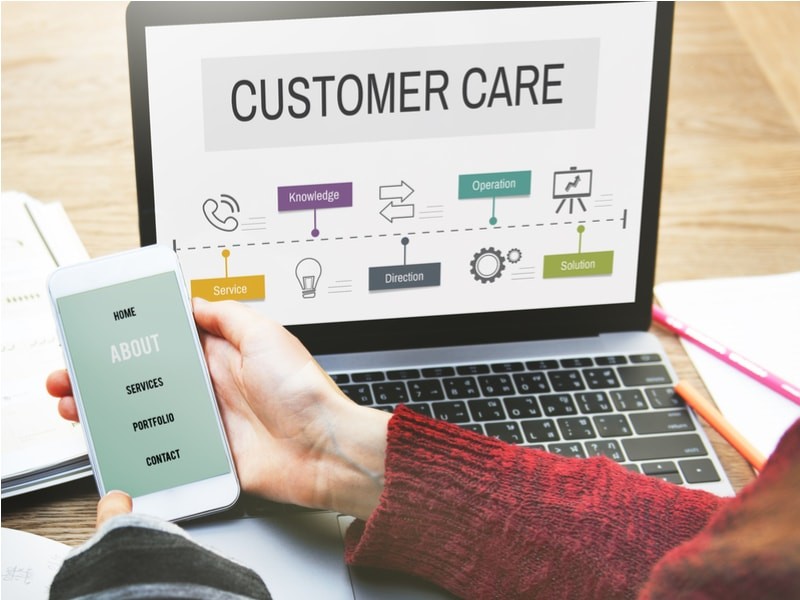 CUSTOMER CARE
Knowledge
Operation
Service
Direction
Solution
HOME
ABOUT
SERVICES
PORTFOLIO
CONTACT